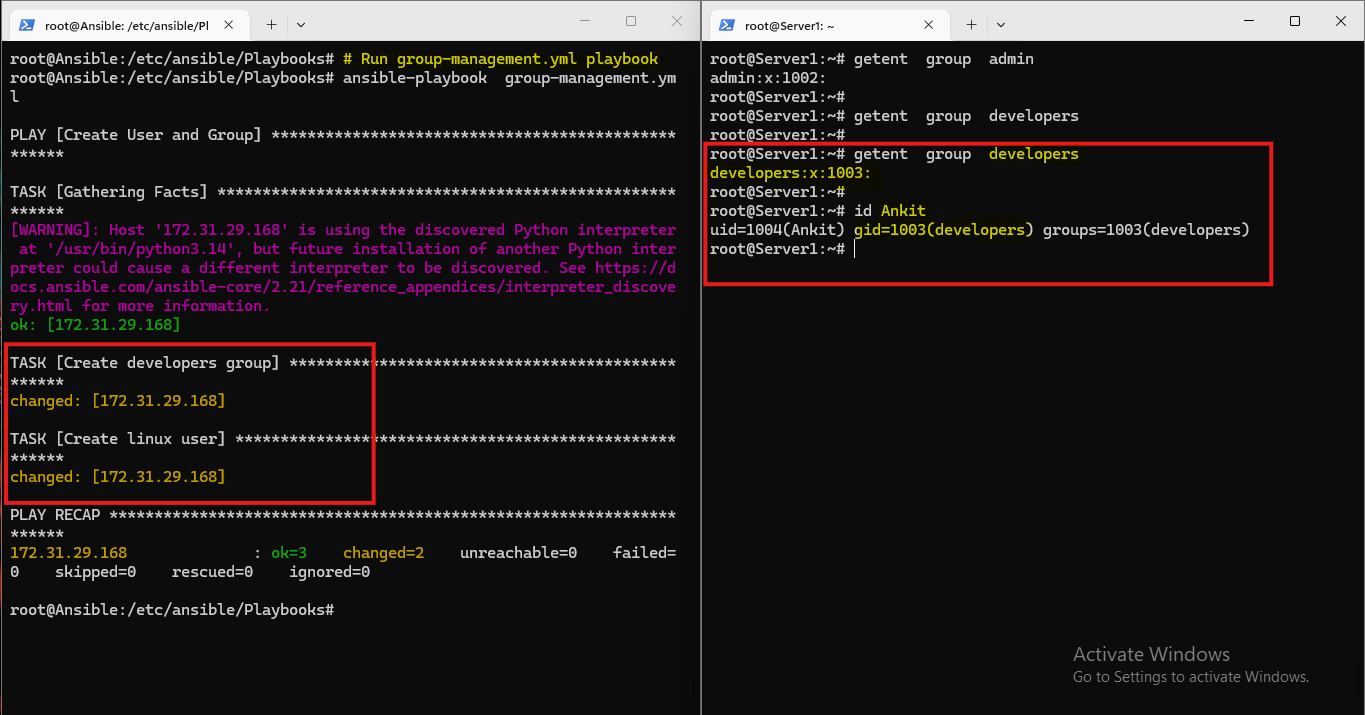 root@Ansible: /etc/ansible/Pl
root@Ansible:/etc/ansible/Playbooks# # Run group-management.yml playbook
root@Ansible:/etc/ansible/Playbooks# ansible-playbook  group-management.ym
l
PLAY [Create User and Group] *********************************************
******
TASK [Gathering Facts] ***************************************************
******
[WARNING]: Host '172.31.29.168' is using the discovered Python interpreter
 at '/usr/bin/python3.14', but future installation of another Python inter
preter could cause a different interpreter to be discovered. See https://d
ocs.ansible.com/ansible-core/2.21/reference_appendices/interpreter_discove
ry.html for more information.
ok: [172.31.29.168]
TASK [Create developers group] *******************************************
******
changed: [172.31.29.168]
TASK [Create linux user] *************************************************
******
changed: [172.31.29.168]
PLAY RECAP ***************************************************************
******
172.31.29.168              : ok=3    changed=2    unreachable=0    failed=
0    skipped=0    rescued=0    ignored=0
root@Ansible:/etc/ansible/Playbooks#
root@Server1: ~
root@Server1:~# getent  group  admin
admin:x:1002:
root@Server1:~#
root@Server1:~# getent  group  developers
root@Server1:~#
root@Server1:~# getent  group  developers
developers:x:1003:
root@Server1:~#
root@Server1:~# id Ankit
uid=1004(Ankit) gid=1003(developers) groups=1003(developers)
root@Server1:~#
Activate Windows
Go to Settings to activate Windows.